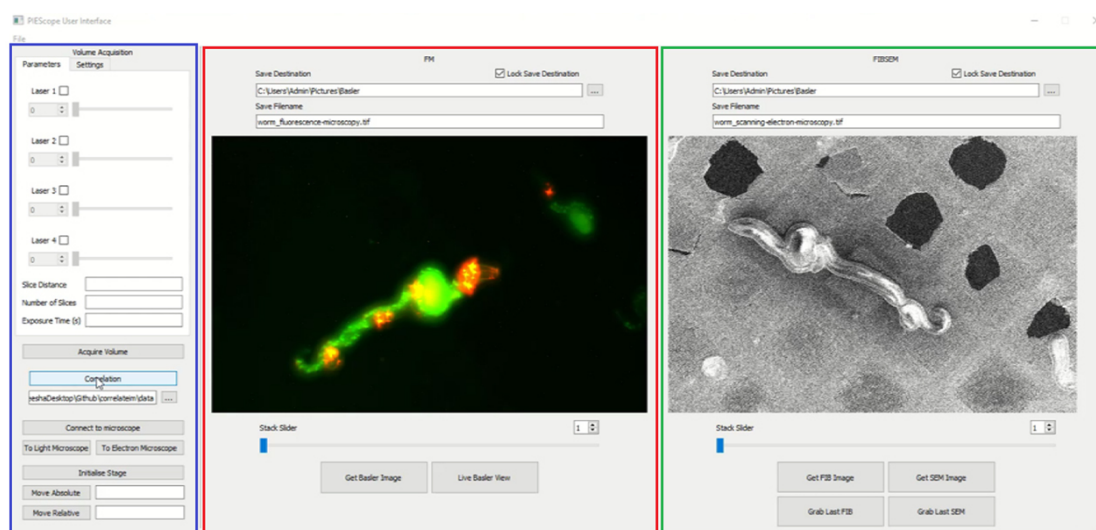 PIEScope User Interface
File
Volume Acquisition
Parameters
Settings
Laser 1
0
Laser 2
0
Laser 3
0
Laser 4
0
Slice Distance
Number of Slices
Exposure Time (s)
Acquire Volume
Correlation
eeshaDesktop\Github\correlateim\data
...
Connect to microscope
To Light Microscope
To Electron Microscope
Initialise Stage
Move Absolute
Move Relative
FM
Save Destination
Lock Save Destination
C:\Users\Admin\Pictures\Basler
...
Save Filename
worm_fluorescence-microscopy.tif
Stack Slider
1
Get Basler Image
Live Basler View
FIBSEM
Save Destination
Lock Save Destination
C:\Users\Admin\Pictures\Basler
...
Save Filename
worm_scanning-electron-microscopy.tif
Stack Slider
1
Get FIB Image
Get SEM Image
Grab Last FIB
Grab Last SEM